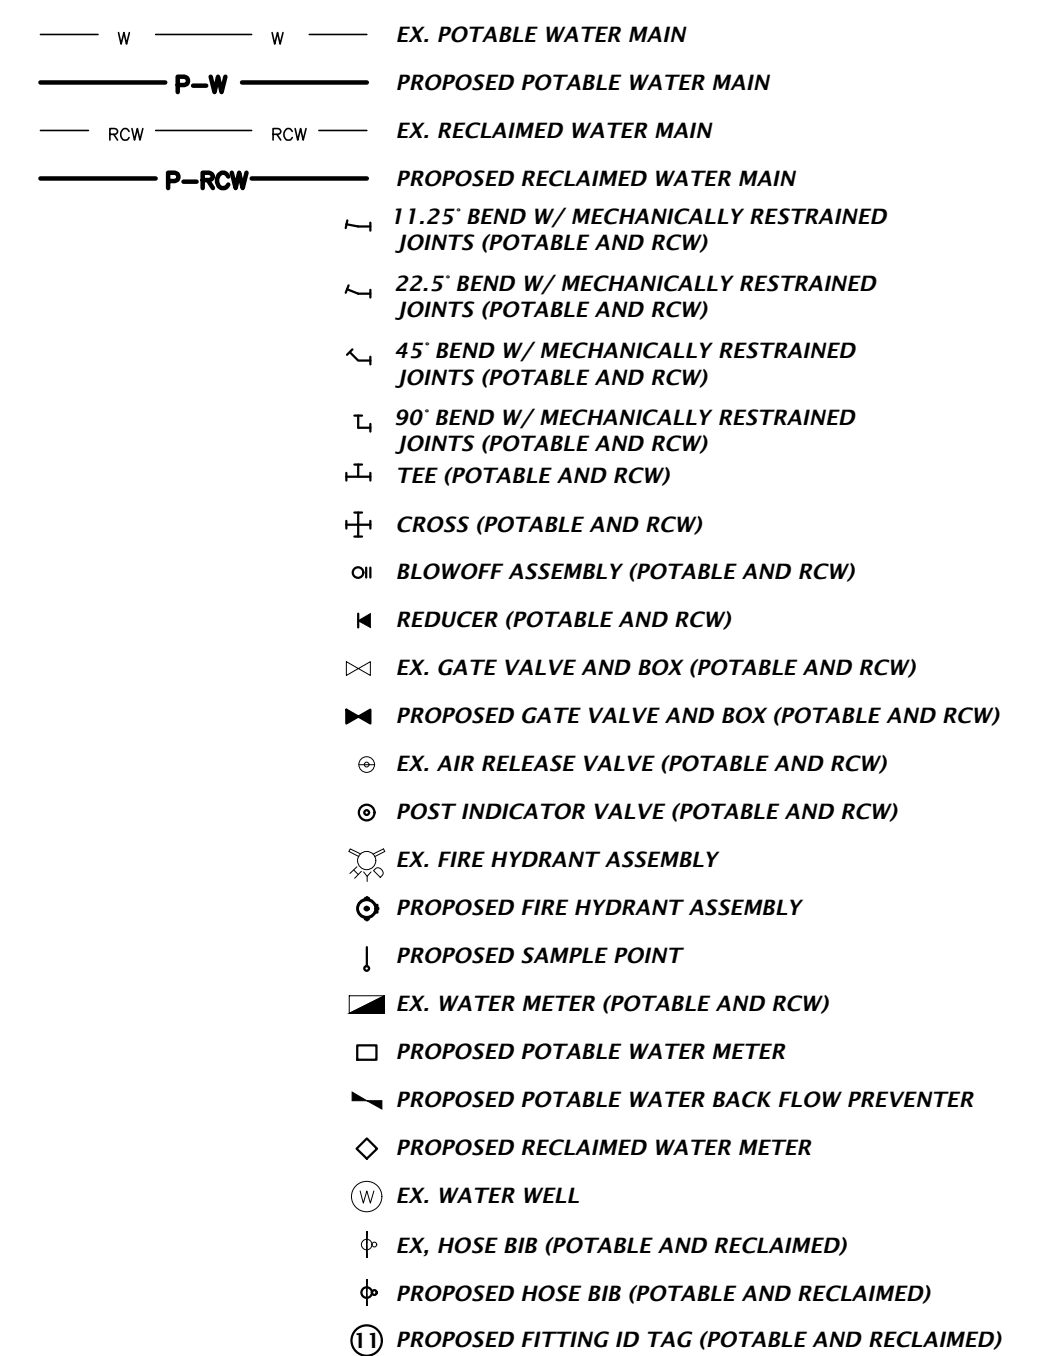 W W EX. POTABLE WATER MAIN
P-W PROPOSED POTABLE WATER MAIN
RCW RCW EX. RECLAIMED WATER MAIN
P-RCW PROPOSED RECLAIMED WATER MAIN
11.25° BEND W/ MECHANICALLY RESTRAINED
JOINTS (POTABLE AND RCW)
22.5° BEND W/ MECHANICALLY RESTRAINED
JOINTS (POTABLE AND RCW)
45° BEND W/ MECHANICALLY RESTRAINED
JOINTS (POTABLE AND RCW)
90° BEND W/ MECHANICALLY RESTRAINED
JOINTS (POTABLE AND RCW)
TEE (POTABLE AND RCW)
CROSS (POTABLE AND RCW)
BLOWOFF ASSEMBLY (POTABLE AND RCW)
REDUCER (POTABLE AND RCW)
EX. GATE VALVE AND BOX (POTABLE AND RCW)
PROPOSED GATE VALVE AND BOX (POTABLE AND RCW)
EX. AIR RELEASE VALVE (POTABLE AND RCW)
POST INDICATOR VALVE (POTABLE AND RCW)
EX. FIRE HYDRANT ASSEMBLY
PROPOSED FIRE HYDRANT ASSEMBLY
PROPOSED SAMPLE POINT
EX. WATER METER (POTABLE AND RCW)
PROPOSED POTABLE WATER METER
PROPOSED POTABLE WATER BACK FLOW PREVENTER
PROPOSED RECLAIMED WATER METER
W EX. WATER WELL
EX, HOSE BIB (POTABLE AND RECLAIMED)
PROPOSED HOSE BIB (POTABLE AND RECLAIMED)
11 PROPOSED FITTING ID TAG (POTABLE AND RECLAIMED)